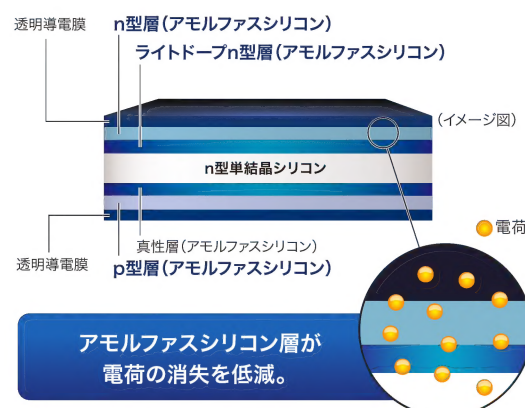 透明導電膜
n型層(アモルファスシリコン)
ライトドープn型層(アモルファスシリコン)
(イメージ図)
n型単結晶シリコン
電荷
真性層(アモルファスシリコン)
透明導電膜
p型層(アモルファスシリコン)
アモルファスシリコン層が
電荷の消失を低減。